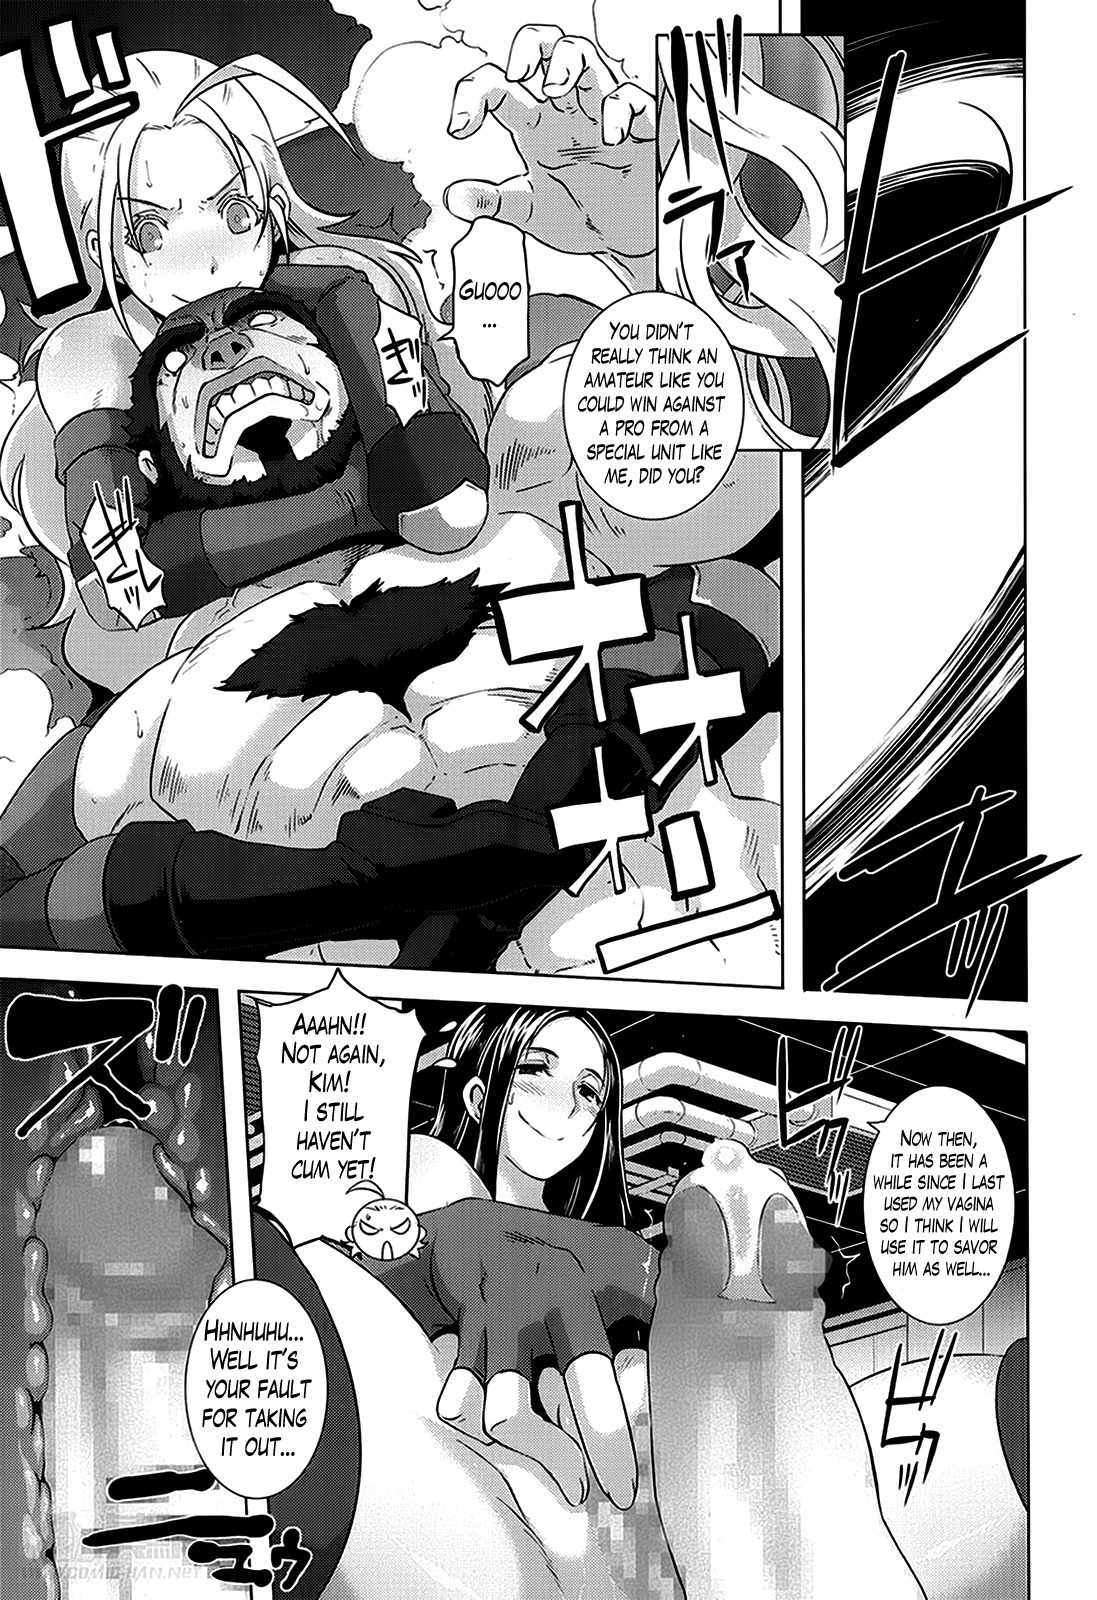 YOU DIDN'T
REALLY THINK AN
AMATEUR LIKE YOU
COULD WIN AGAINST
A PRO FROM A
SPECIAL UNIT LIKE
ME, DID YOU?
GUOOO
...
NOW THEN,
IT HAS BEEN A
WHILE SINCE I LAST
USED MY VAGINA
SO I THINK I WILL
USE IT TO SAVOR
HIM AS WELL...
AAAHN!!
NOT AGAIN,
KIM!
I STILL
HAVEN'T
CUM YET!
HHNHUHU...
WELL IT'S
YOUR FAULT
FOR TAKING
IT OUT...